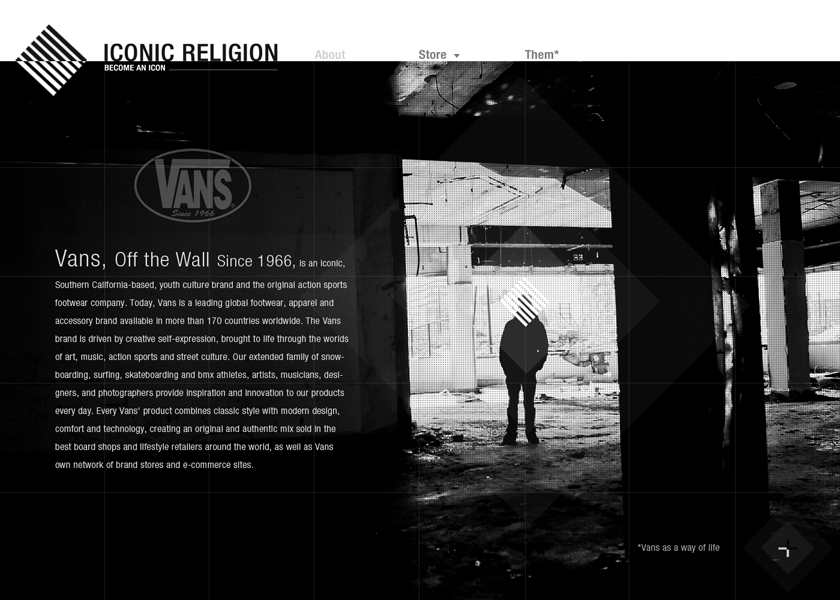 ICONIC RELIGION
BECOME AN ICON
About
Store
Them*
VANS
Since 1966
Vans, Off the Wall Since 1966, is an iconic,
Southern California-based, youth culture brand and the original action sports
footwear company. Today, Vans is a leading global footwear, apparel and
accessory brand available in more than 170 countries worldwide. The Vans
brand is driven by creative self-expression, brought to life through the worlds
of art, music, action sports and street culture. Our extended family of snow-
boarding, surfing, skateboarding and bmx athletes, artists, musicians, desi-
gners, and photographers provide inspiration and innovation to our products
every day. Every Vans' product combines classic style with modern design,
comfort and technology, creating an original and authentic mix sold in the
best board shops and lifestyle retailers around the world, as well as Vans
own network of brand stores and e-commerce sites.
*Vans as a way of life